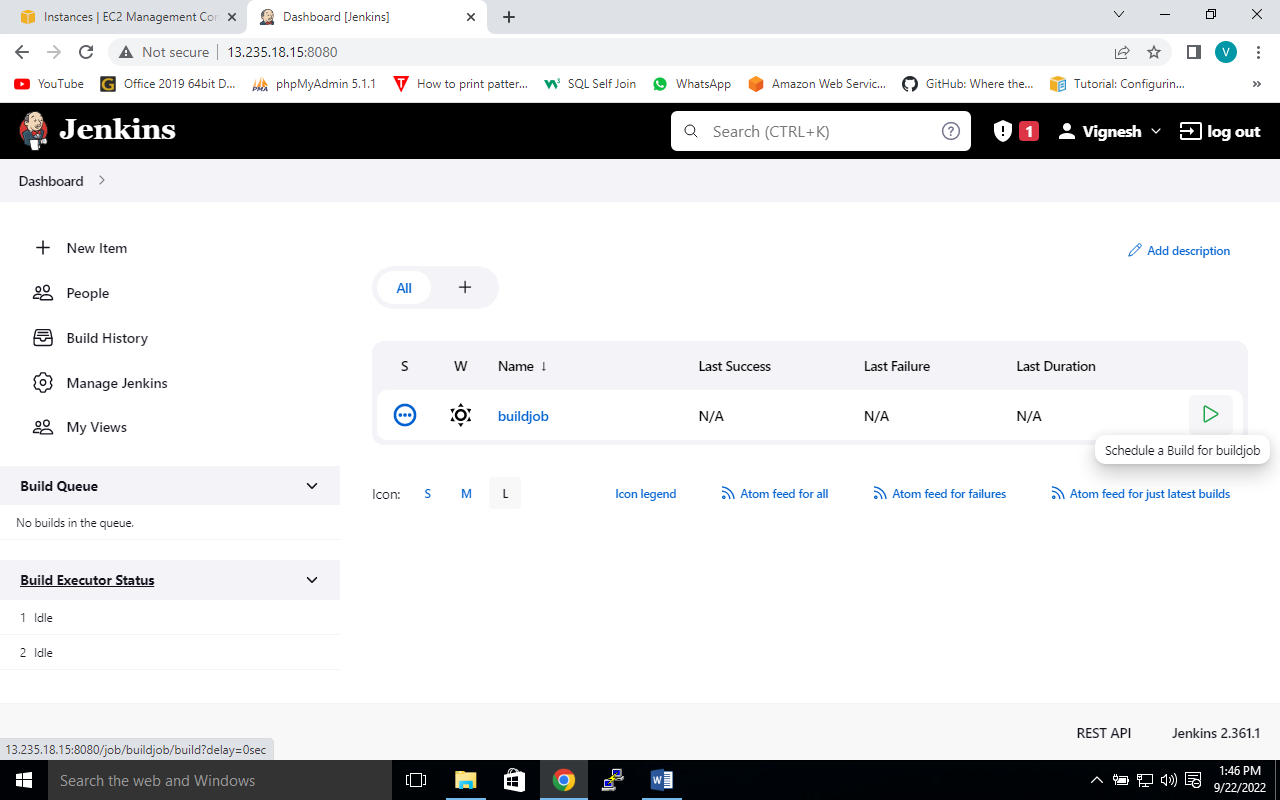 Instances | EC2 Management Con
Dashboard [Jenkins]
Not secure
13.235.18.15:8080
V
YouTube
Office 2019 64bit D...
phpMyAdmin 5.1.1
How to print patter...
SQL Self Join
WhatsApp
Amazon Web Servic...
GitHub: Where the...
Tutorial: Configurin...
Jenkins
Search (CTRL+K)
1
Vignesh
log out
Dashboard
New Item
Add description
People
All
Build History
Manage Jenkins
My Views
S W Name ↓ Last Success Last Failure Last Duration
buildjob N/A N/A N/A
Schedule a Build for buildjob
Icon: S M L
Icon legend
Atom feed for all
Atom feed for failures
Atom feed for just latest builds
Build Queue
No builds in the queue.
Build Executor Status
1 Idle
2 Idle
REST API
Jenkins 2.361.1
13.235.18.15:8080/job/buildjob/build?delay=0sec
Search the web and Windows
1:46 PM
9/22/2022